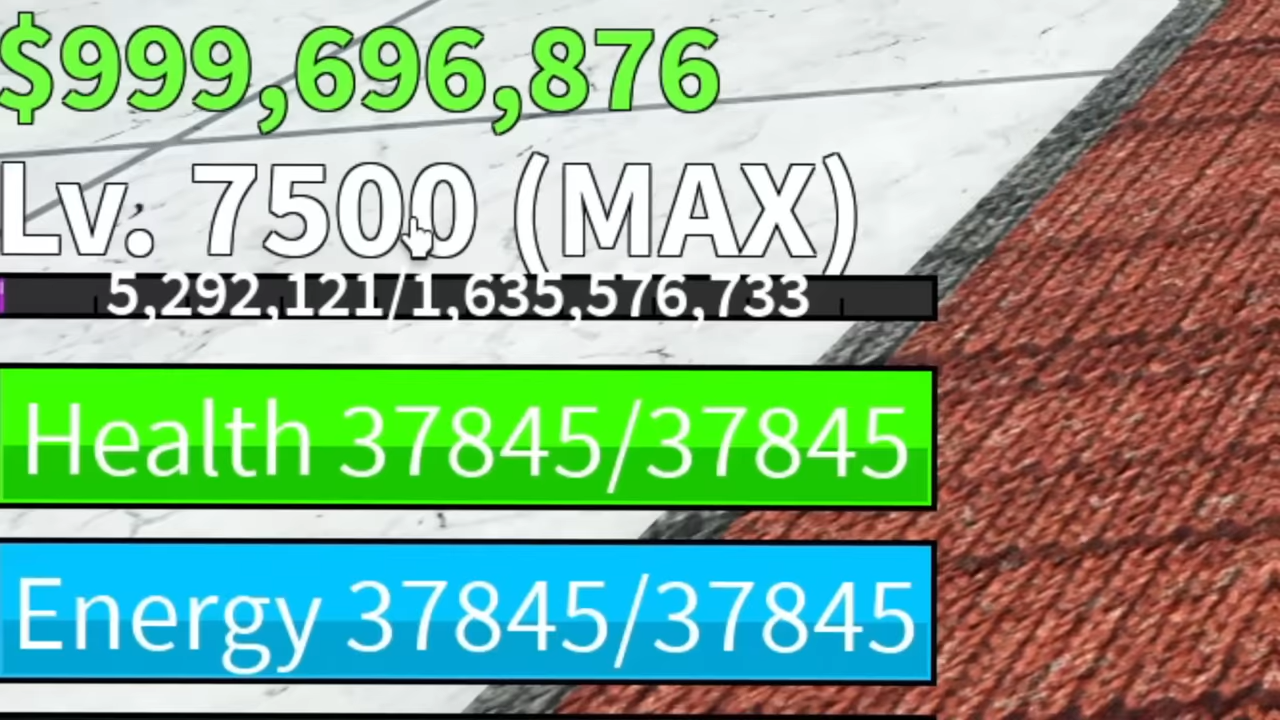 $999,696,876
Lv. 7500 (MAX)
5,292,121/1,635,576,733
Health 37845/37845
Energy 37845/37845